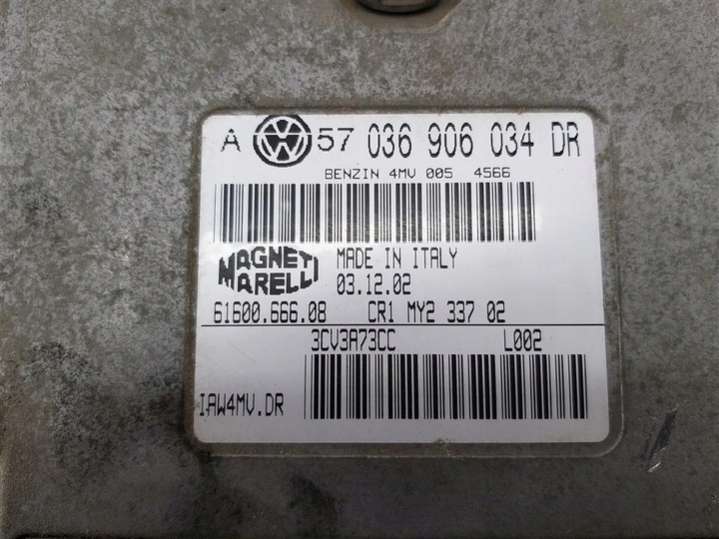 A VW 57 036 906 034 DR
BENZIN 4MV 005 4566
MAGNETI MARELLI
MADE IN ITALY
03.12.02
61600.666.08 CR1 MY2 337 02
3CV3A73CC L002
IAW4MV.DR